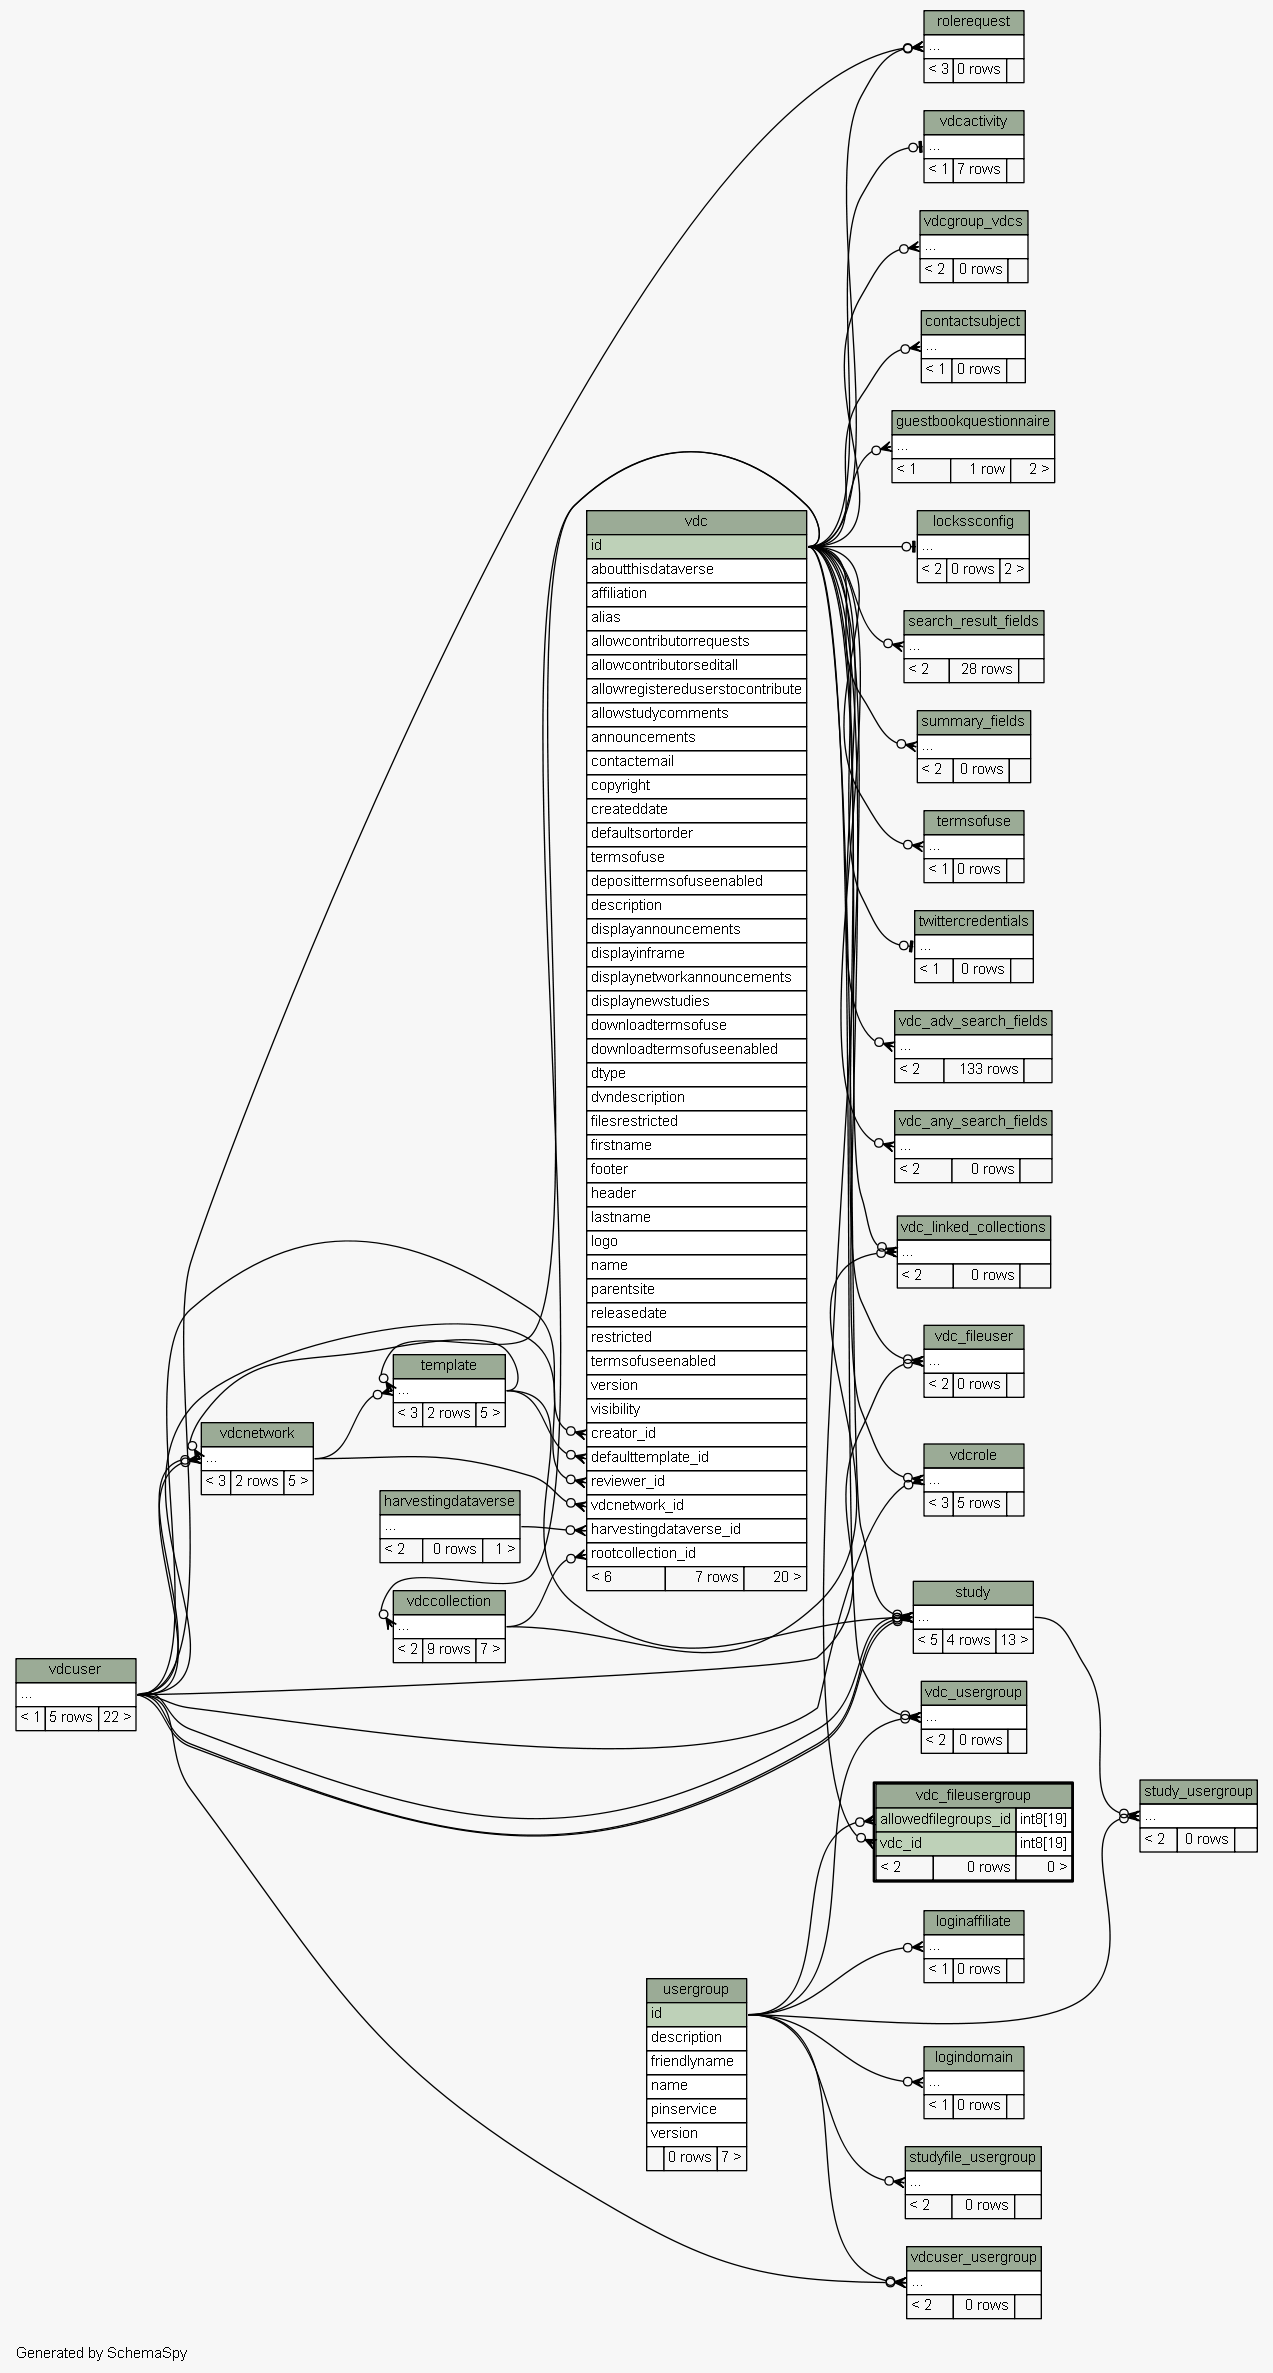 rolerequest
...
< 3 0 rows
vdcactivity
...
< 1 7 rows
vdcgroup_vdcs
...
< 2 0 rows
contactsubject
...
< 1 0 rows
guestbookquestionnaire
...
< 1 1 row 2 >
lockssconfig
...
< 2 0 rows 2 >
search_result_fields
...
< 2 28 rows
summary_fields
...
< 2 0 rows
termsofuse
...
< 1 0 rows
twittercredentials
...
< 1 0 rows
vdc_adv_search_fields
...
< 2 133 rows
vdc_any_search_fields
...
< 2 0 rows
vdc_linked_collections
...
< 2 0 rows
vdc_fileuser
...
< 2 0 rows
vdcrole
...
< 3 5 rows
study
...
< 5 4 rows 13 >
vdc_usergroup
...
< 2 0 rows
vdc_fileusergroup
allowedfilegroups_id int8[19]
vdc_id int8[19]
< 2 0 rows 0 >
study_usergroup
...
< 2 0 rows
loginaffiliate
...
< 1 0 rows
logindomain
...
< 1 0 rows
studyfile_usergroup
...
< 2 0 rows
vdcuser_usergroup
...
< 2 0 rows
vdc
id
aboutthisdataverse
affiliation
alias
allowcontributorrequests
allowcontributorseditall
allowregistereduserstocontribute
allowstudycomments
announcements
contactemail
copyright
createddate
defaultsortorder
termsofuse
deposittermsofuseenabled
description
displayannouncements
displayinframe
displaynetworkannouncements
displaynewstudies
downloadtermsofuse
downloadtermsofuseenabled
dtype
dvndescription
filesrestricted
firstname
footer
header
lastname
logo
name
parentsite
releasedate
restricted
termsofuseenabled
version
visibility
creator_id
defaulttemplate_id
reviewer_id
vdcnetwork_id
harvestingdataverse_id
rootcollection_id
< 6 7 rows 20 >
template
...
< 3 2 rows 5 >
vdcnetwork
...
< 3 2 rows 5 >
harvestingdataverse
...
< 2 0 rows 1 >
vdccollection
...
< 2 9 rows 7 >
vdcuser
...
< 1 5 rows 22 >
usergroup
id
description
friendlyname
name
pinservice
version
0 rows 7 >
Generated by SchemaSpy